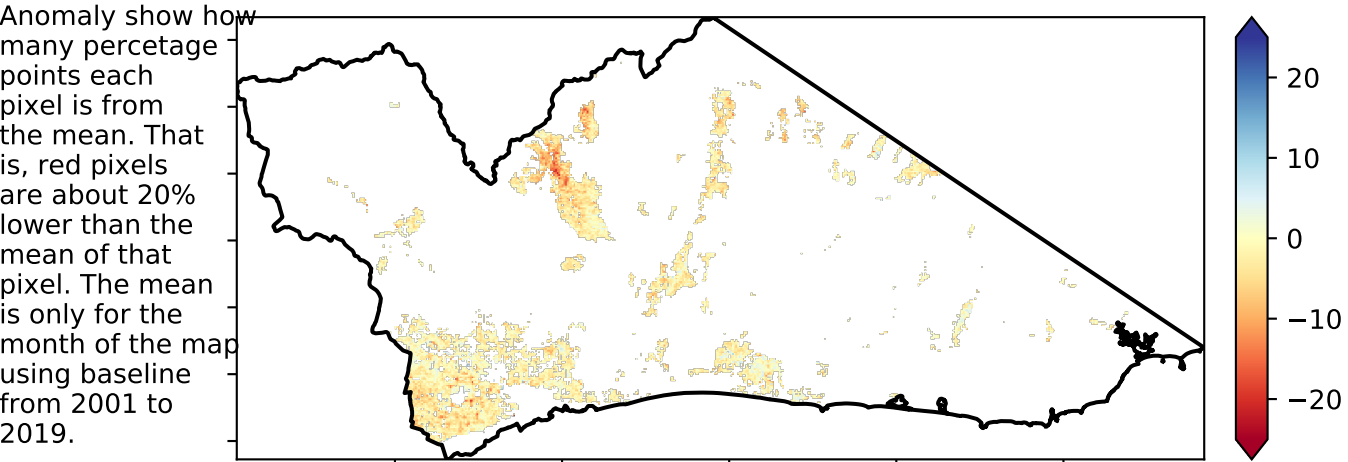 Anomaly show how
many percetage
points each
pixel is from
the mean. That
is, red pixels
are about 20%
lower than the
mean of that
pixel. The mean
is only for the
month of the map
using baseline
from 2001 to
2019.
20
10
0
−10
−20